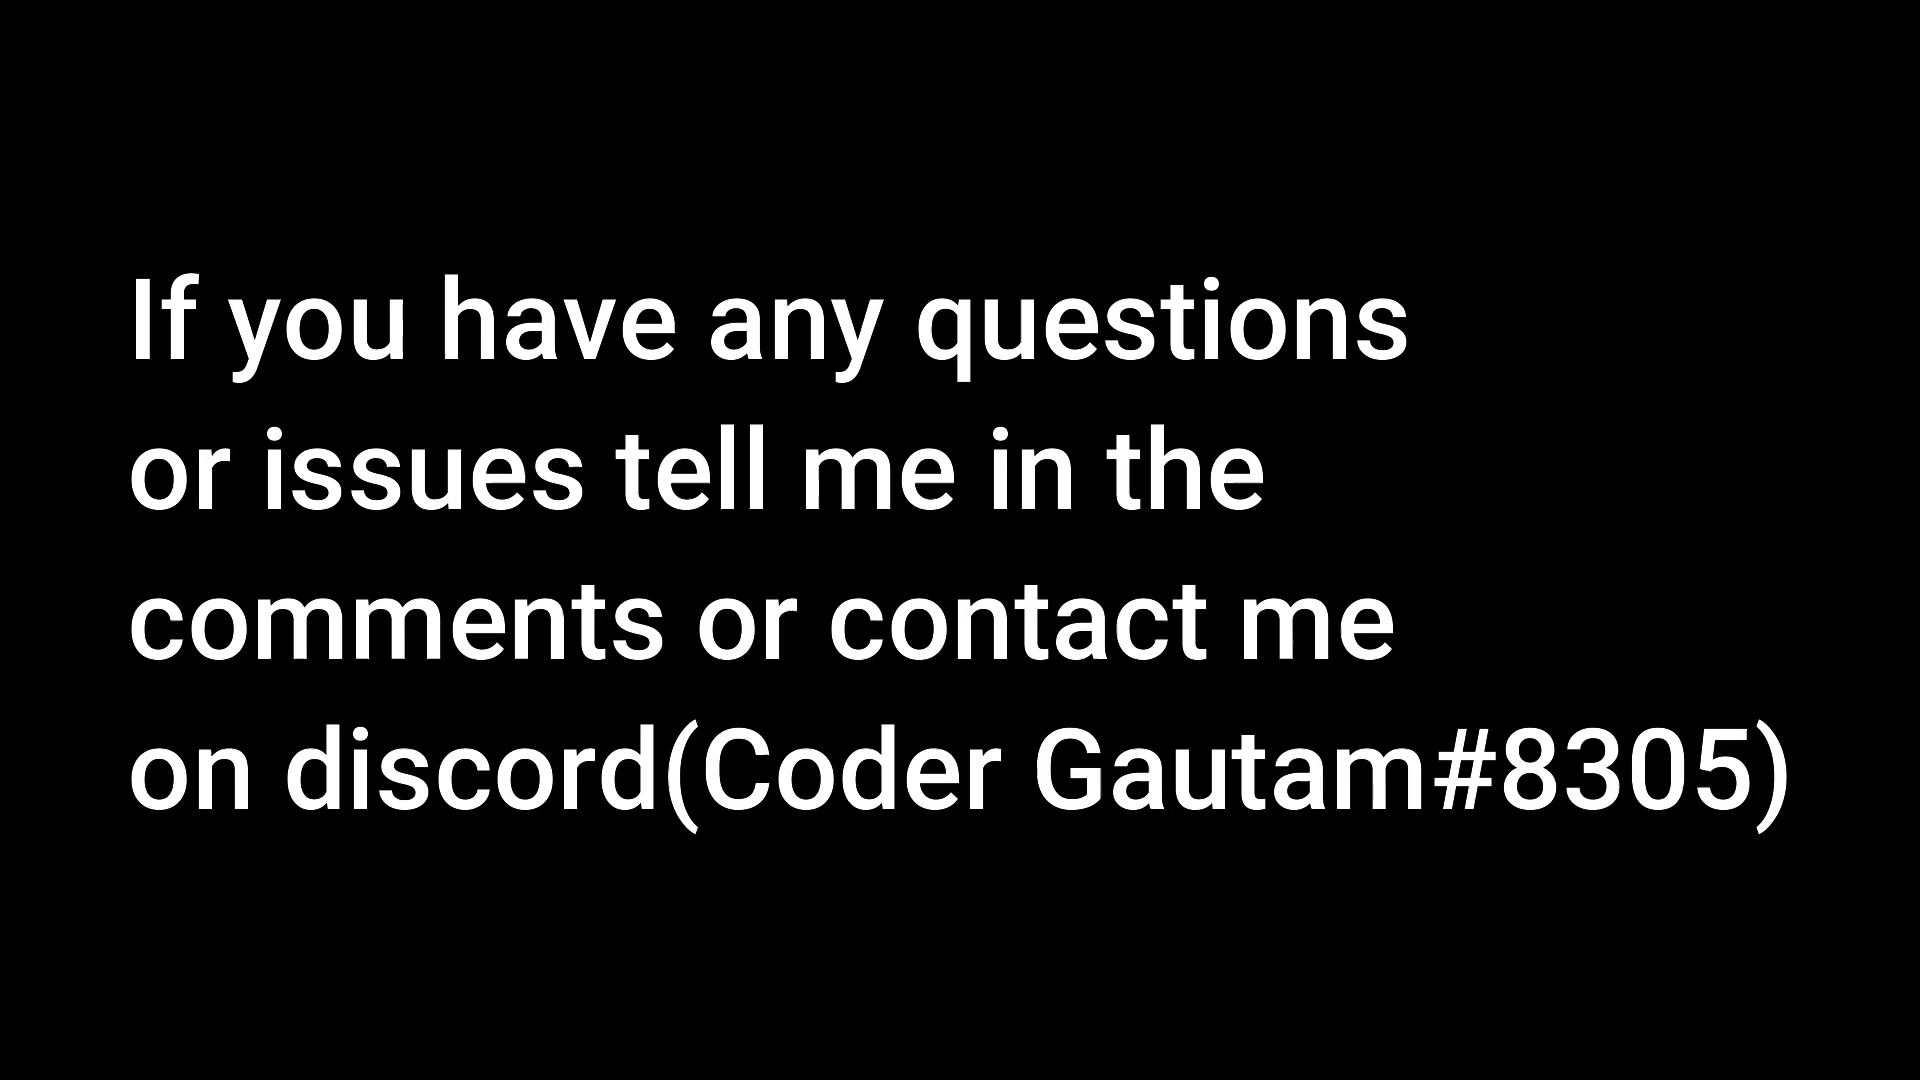 If you have any questions
or issues tell me in the
comments or contact me
on discord(Coder Gautam#8305)